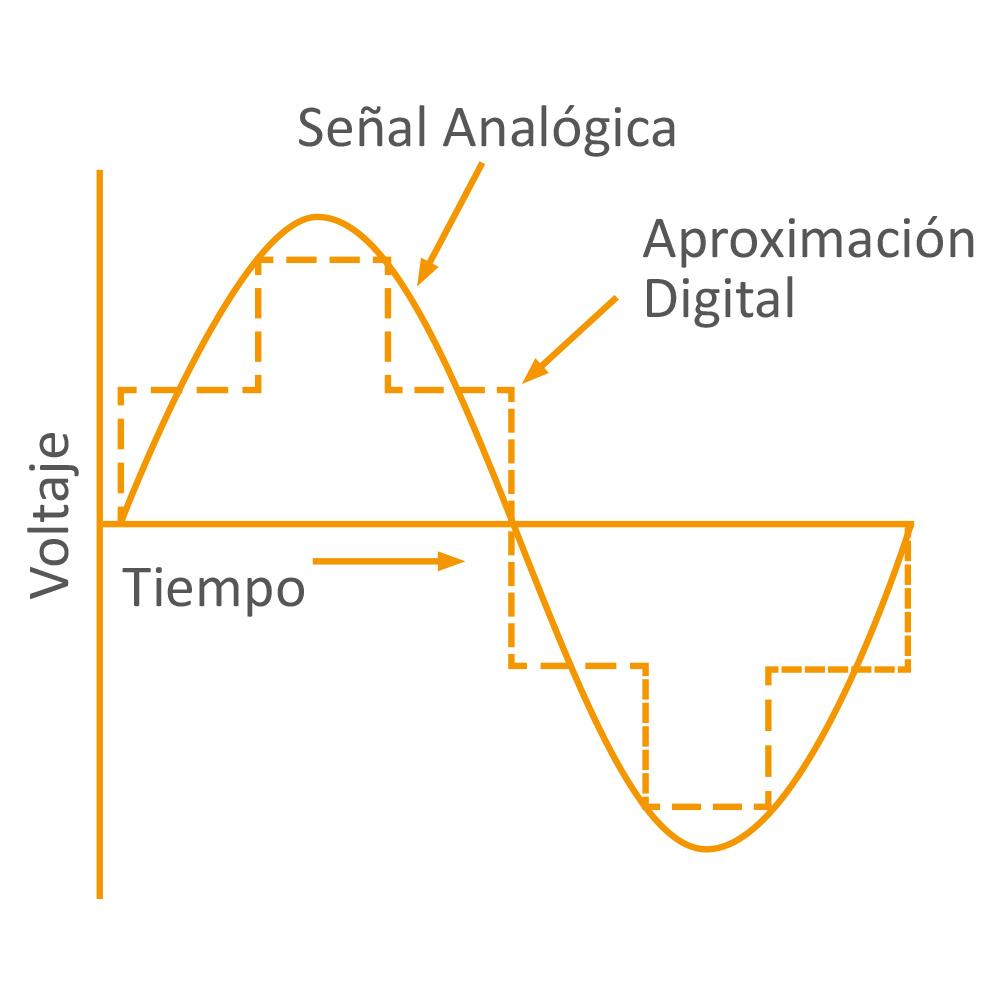 Señal Analógica
Aproximación
Digital
Voltaje
Tiempo